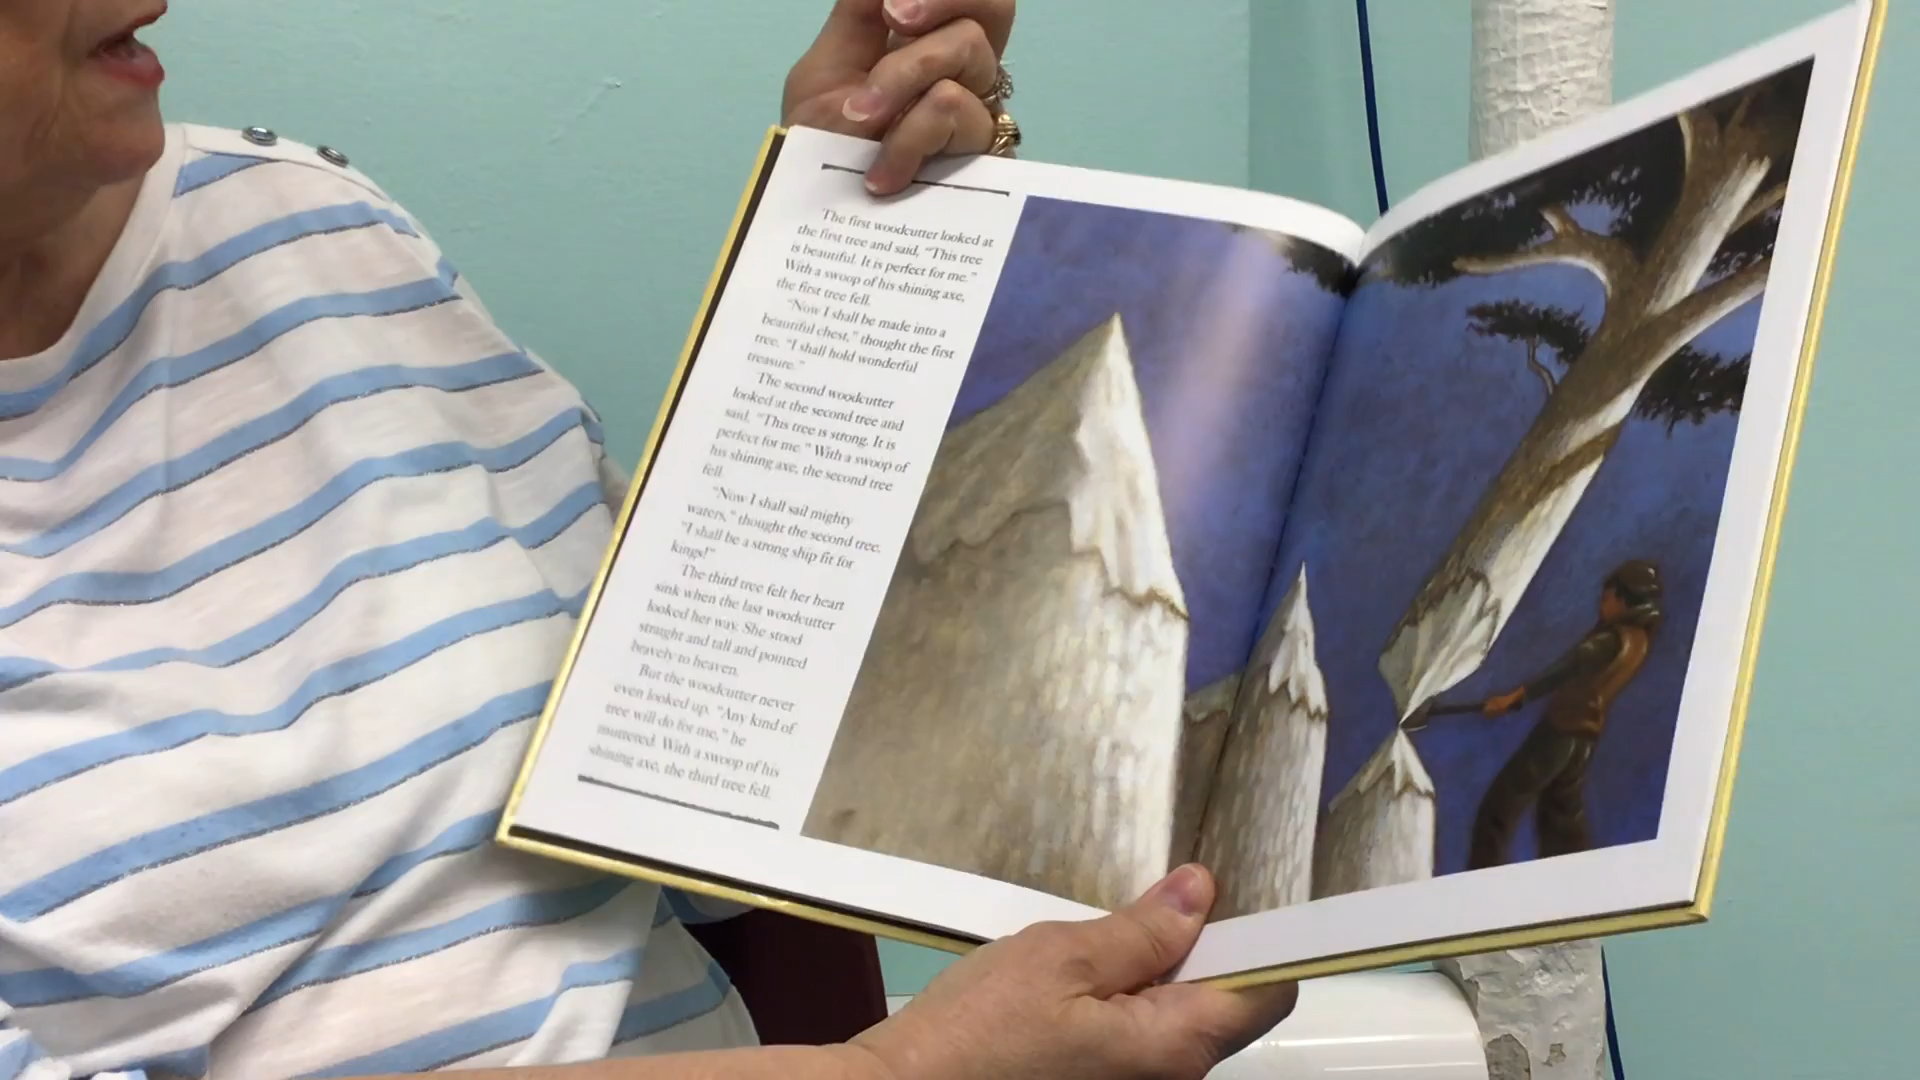 The first woodcutter looked at
the first tree and said, "This tree
is beautiful. It is perfect for me."
With a swoop of his shining axe,
the first tree fell.
"Now I shall be made into a
beautiful chest," thought the first
tree. "I shall hold wonderful
treasure."
The second woodcutter
looked at the second tree and
said, "This tree is strong. It is
perfect for me." With a swoop of
his shining axe, the second tree
fell.
"Now I shall sail mighty
waters," thought the second tree.
"I shall be a strong ship fit for
kings!"
The third tree felt her heart
sink when the last woodcutter
looked her way. She stood
straight and tall and pointed
bravely to heaven.
But the woodcutter never
even looked up. "Any kind of
tree will do for me," he
muttered. With a swoop of his
shining axe, the third tree fell.